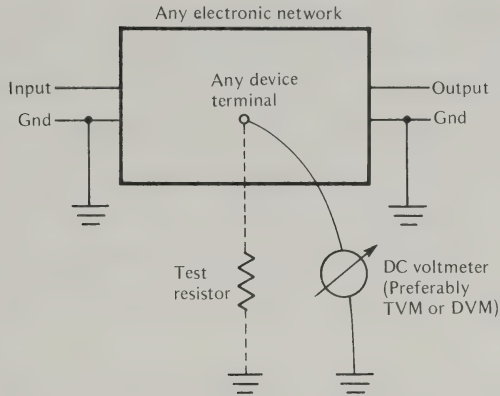 Any electronic network
Input
Gnd
Any device
terminal
Output
Gnd
Test
resistor
DC voltmeter
(Preferably
TVM or DVM)